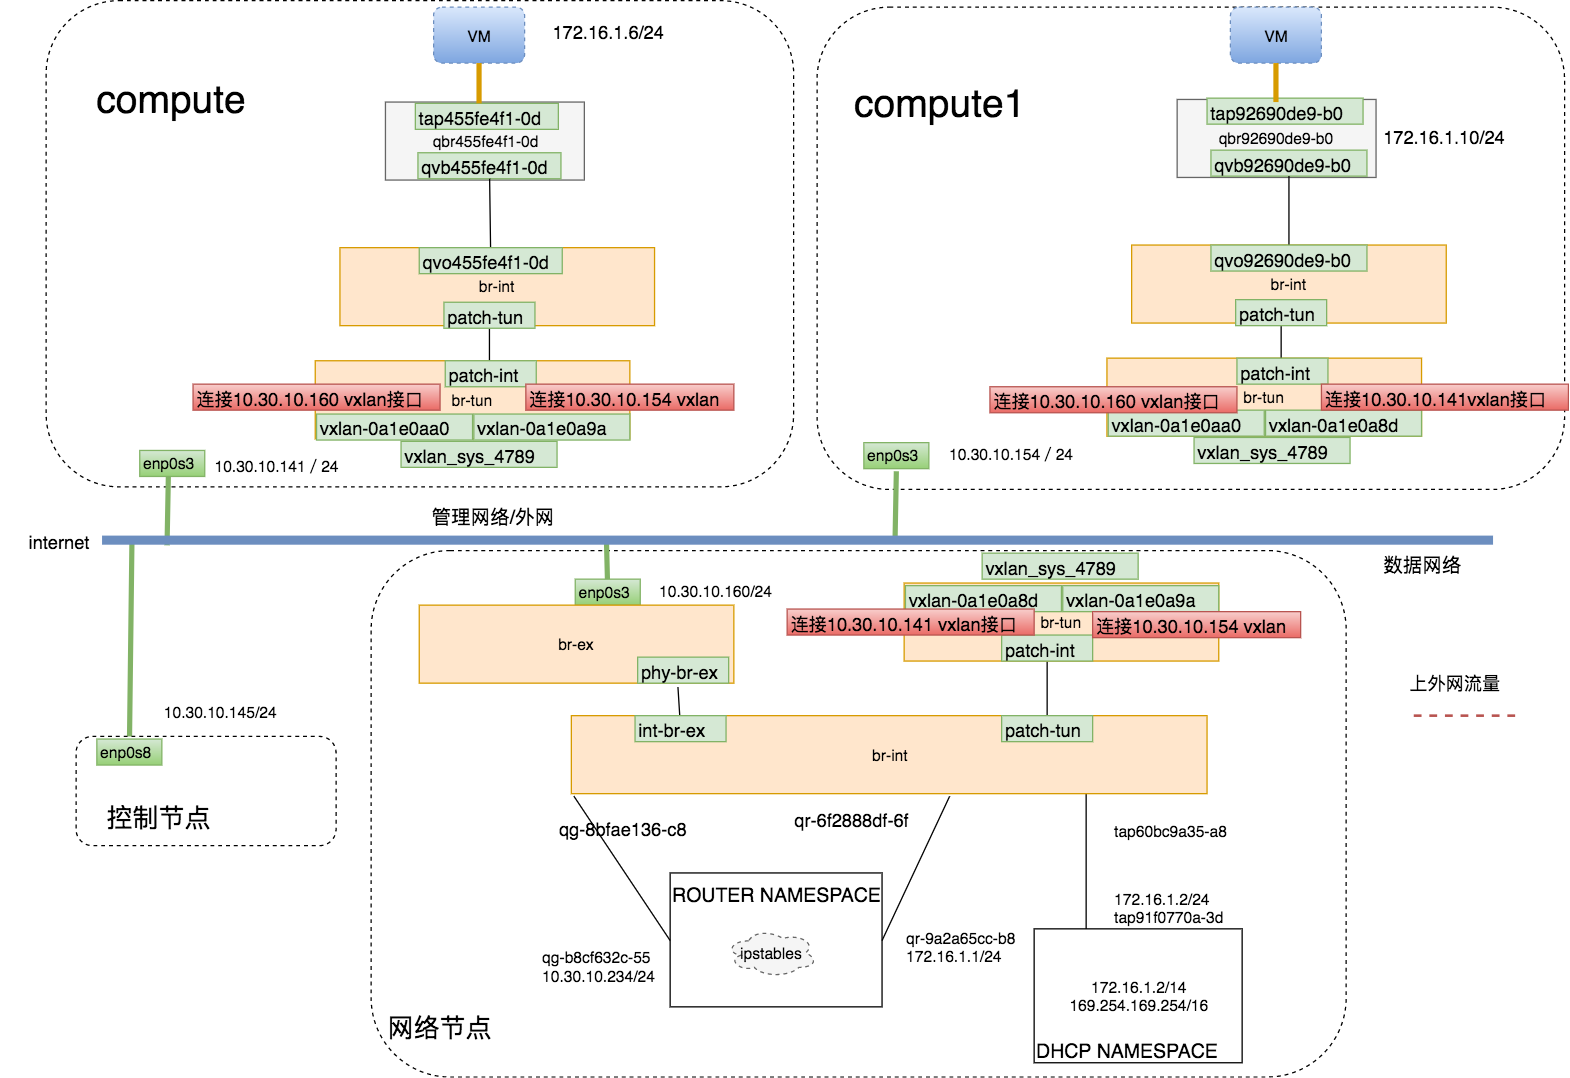 VM
172.16.1.6/24
compute
tap455fe4f1-0d
qbr455fe4f1-0d
qvb455fe4f1-0d
qvo455fe4f1-0d
br-int
patch-tun
patch-int
连接10.30.10.160 vxlan接口
br-tun
连接10.30.10.154 vxlan
vxlan-0a1e0aa0
vxlan-0a1e0a9a
vxlan_sys_4789
enp0s3
10.30.10.141 / 24
VM
compute1
tap92690de9-b0
qbr92690de9-b0
qvb92690de9-b0
172.16.1.10/24
qvo92690de9-b0
br-int
patch-tun
patch-int
连接10.30.10.160 vxlan接口
br-tun
连接10.30.10.141vxlan接口
vxlan-0a1e0aa0
vxlan-0a1e0a8d
vxlan_sys_4789
enp0s3
10.30.10.154 / 24
管理网络/外网
internet
数据网络
enp0s3
10.30.10.160/24
br-ex
phy-br-ex
vxlan_sys_4789
vxlan-0a1e0a8d
vxlan-0a1e0a9a
连接10.30.10.141 vxlan接口
br-tun
连接10.30.10.154 vxlan
patch-int
上外网流量
10.30.10.145/24
enp0s8
控制节点
int-br-ex
patch-tun
br-int
qg-8bfae136-c8
qr-6f2888df-6f
tap60bc9a35-a8
ROUTER NAMESPACE
ipstables
172.16.1.2/24
tap91f0770a-3d
qg-b8cf632c-55
10.30.10.234/24
qr-9a2a65cc-b8
172.16.1.1/24
172.16.1.2/14
169.254.169.254/16
DHCP NAMESPACE
网络节点